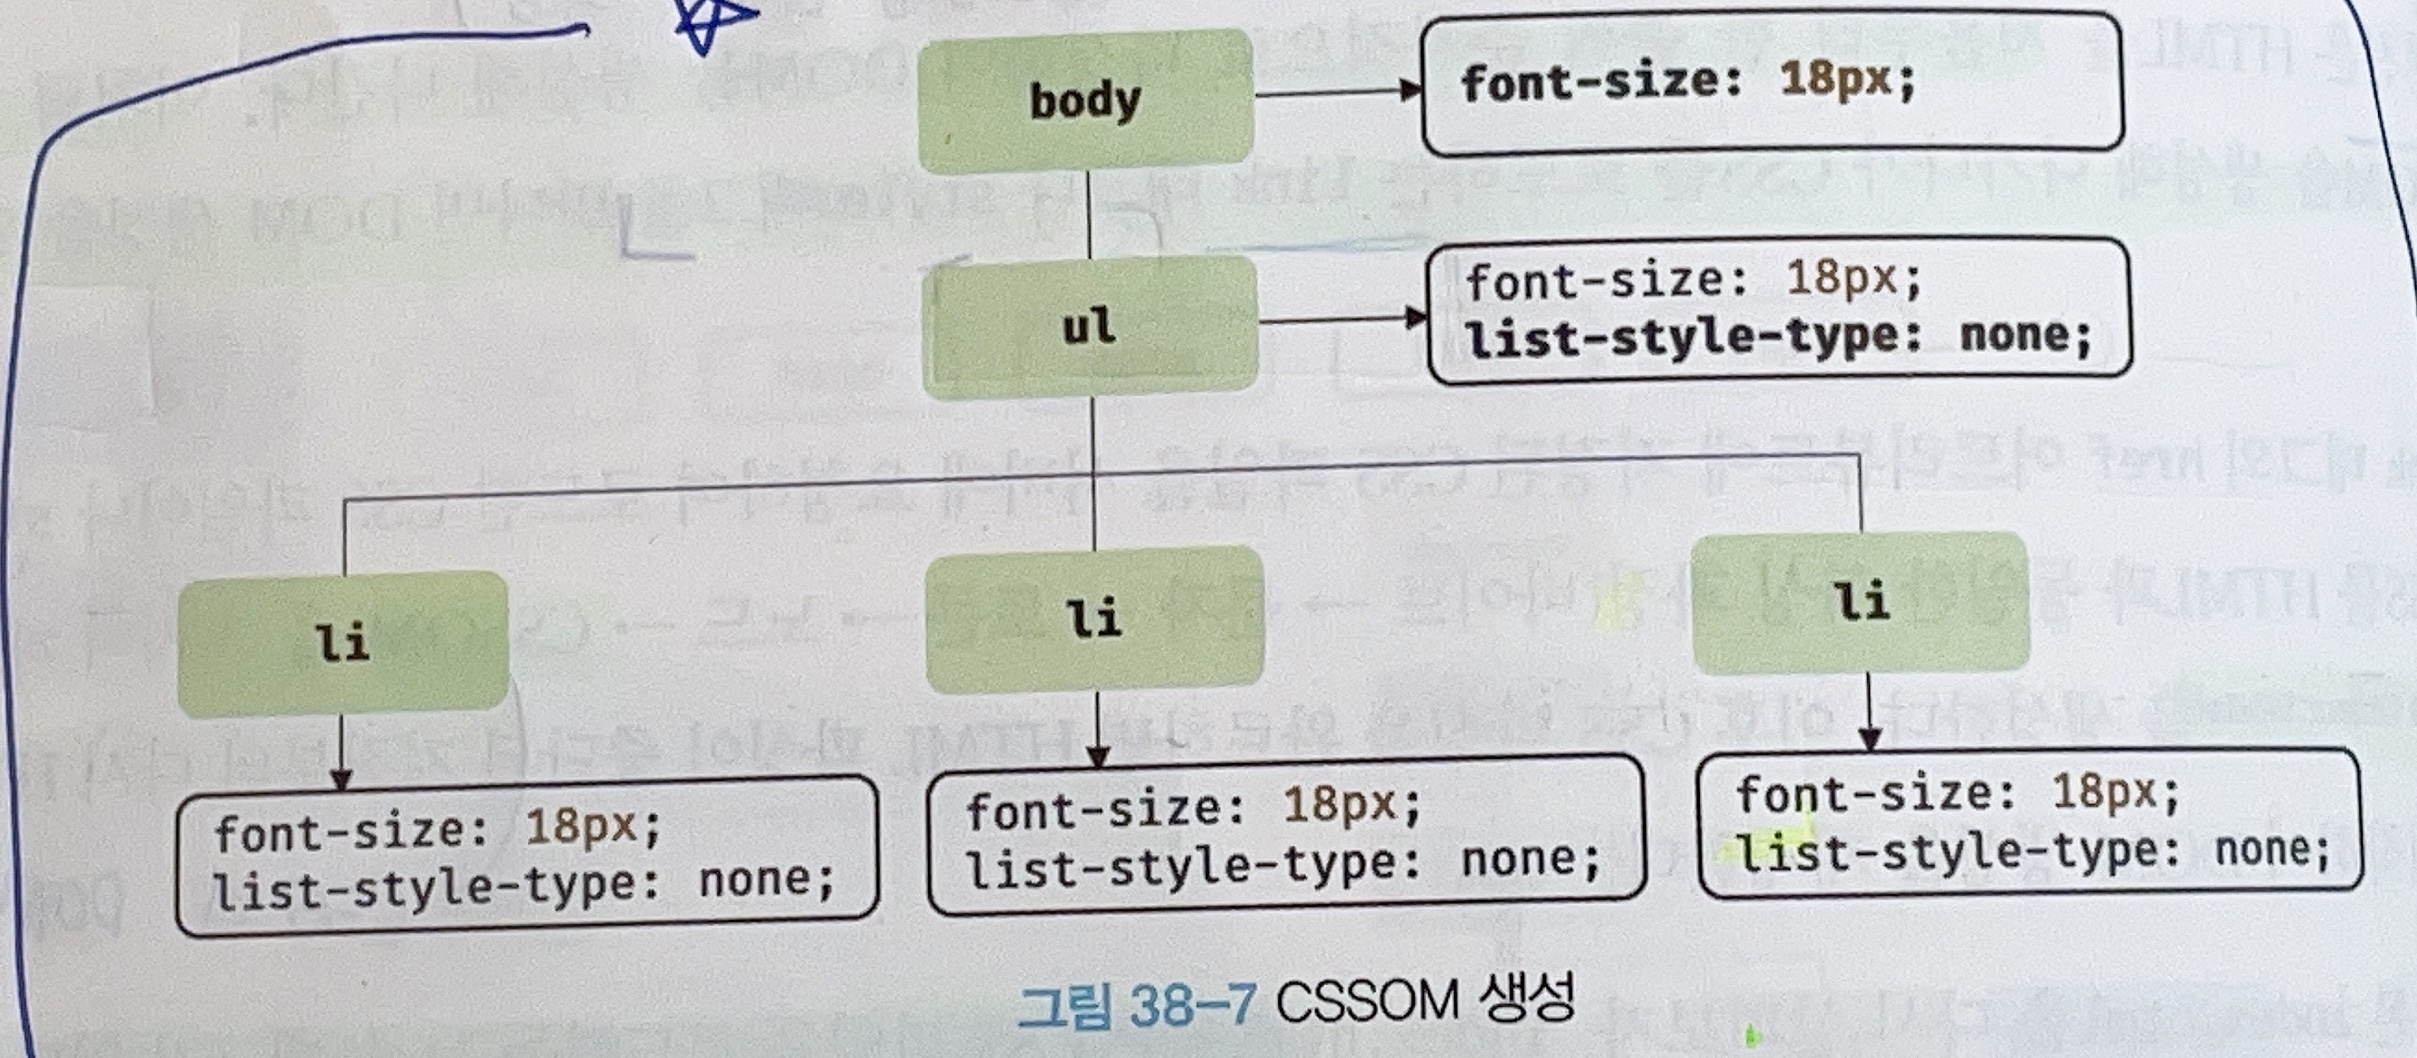 body
font-size: 18px;
ul
font-size: 18px;
list-style-type: none;
li
li
li
font-size: 18px;
list-style-type: none;
font-size: 18px;
list-style-type: none;
font-size: 18px;
list-style-type: none;
그림 38-7 CSSOM 생성